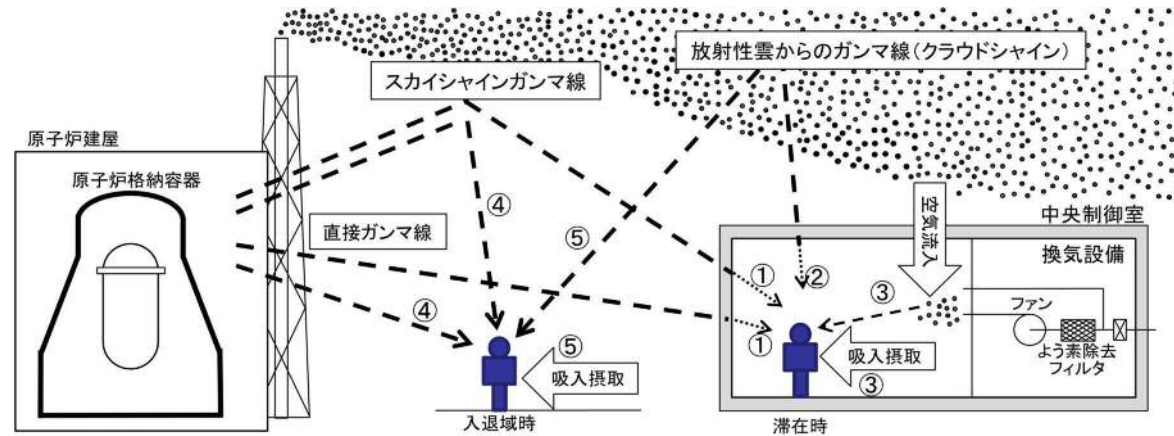 放射性雲からのガンマ線(クラウドシャイン)
スカイシャインガンマ線
原子炉建屋
原子炉格納容器
直接ガンマ線
④
④
⑤
⑤
吸入摂取
入退域時
中央制御室
空気流入
換気設備
①
②
③
①
ファン
よう素除去
フィルタ
吸入摂取
③
滞在時